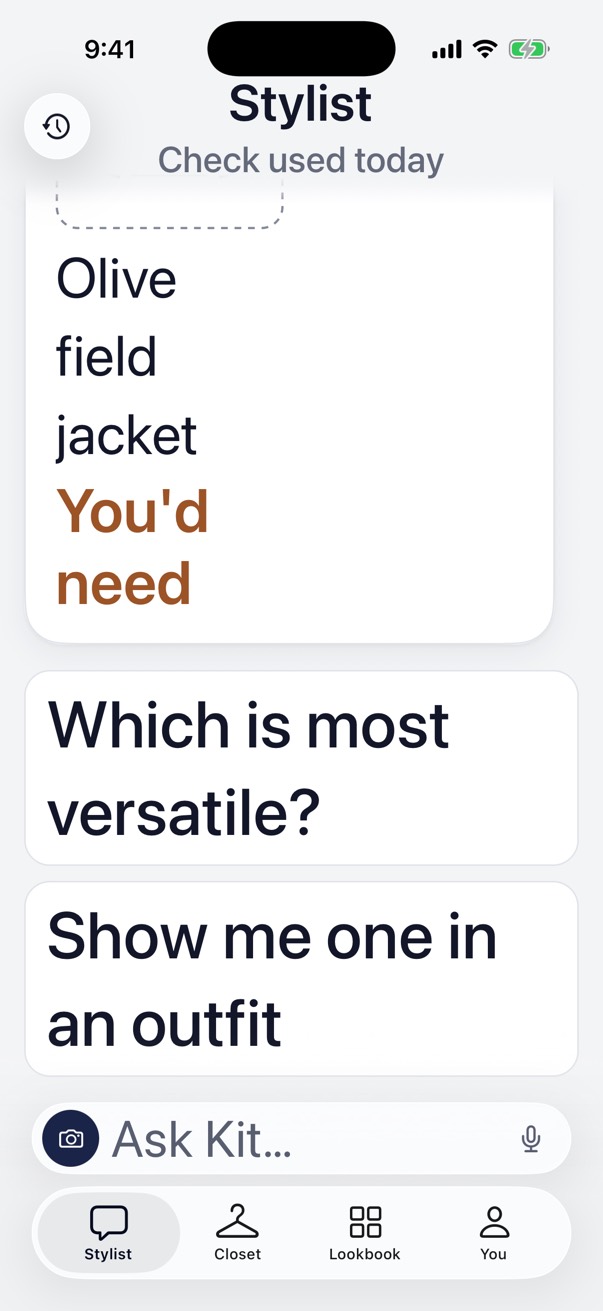 9:41
Stylist
Check used today
Olive
field
jacket
You'd
need
Which is most
versatile?
Show me one in
an outfit
Ask Kit...
Stylist
Closet
Lookbook
You